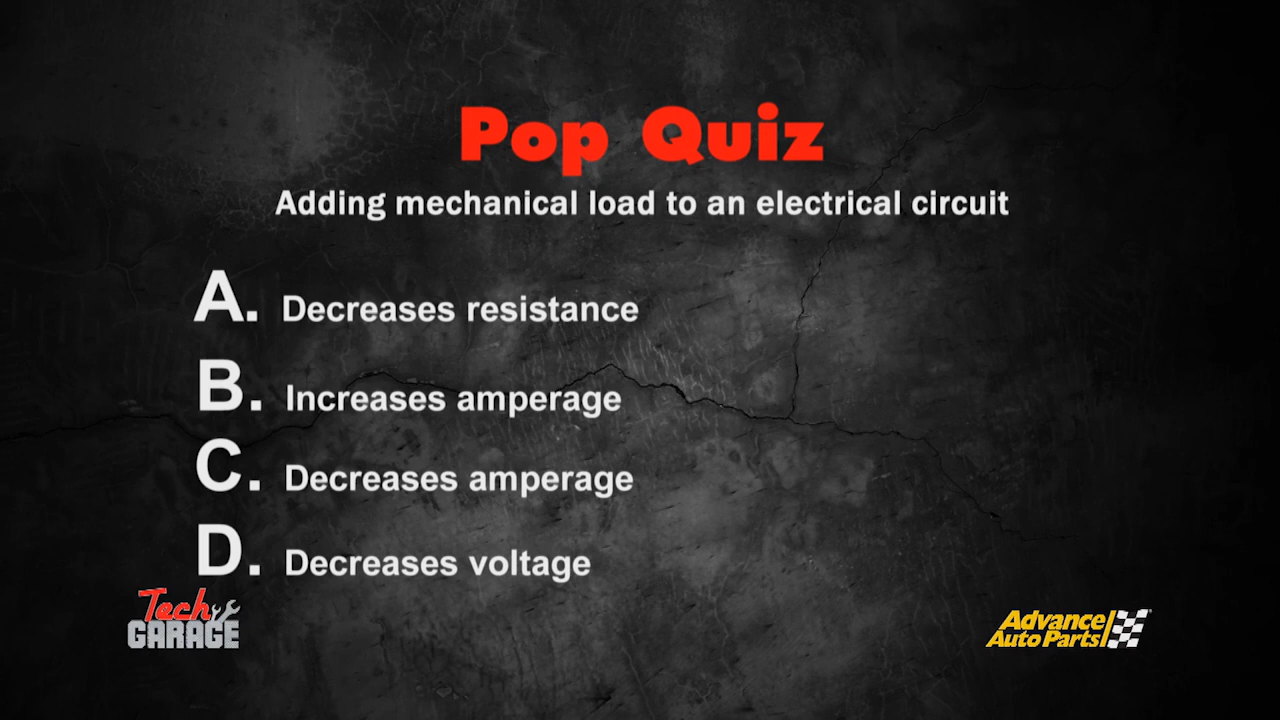 Pop Quiz
Adding mechanical load to an electrical circuit
A. Decreases resistance
B. Increases amperage
C. Decreases amperage
D. Decreases voltage
Tech
GARAGE
Advance
Auto Parts